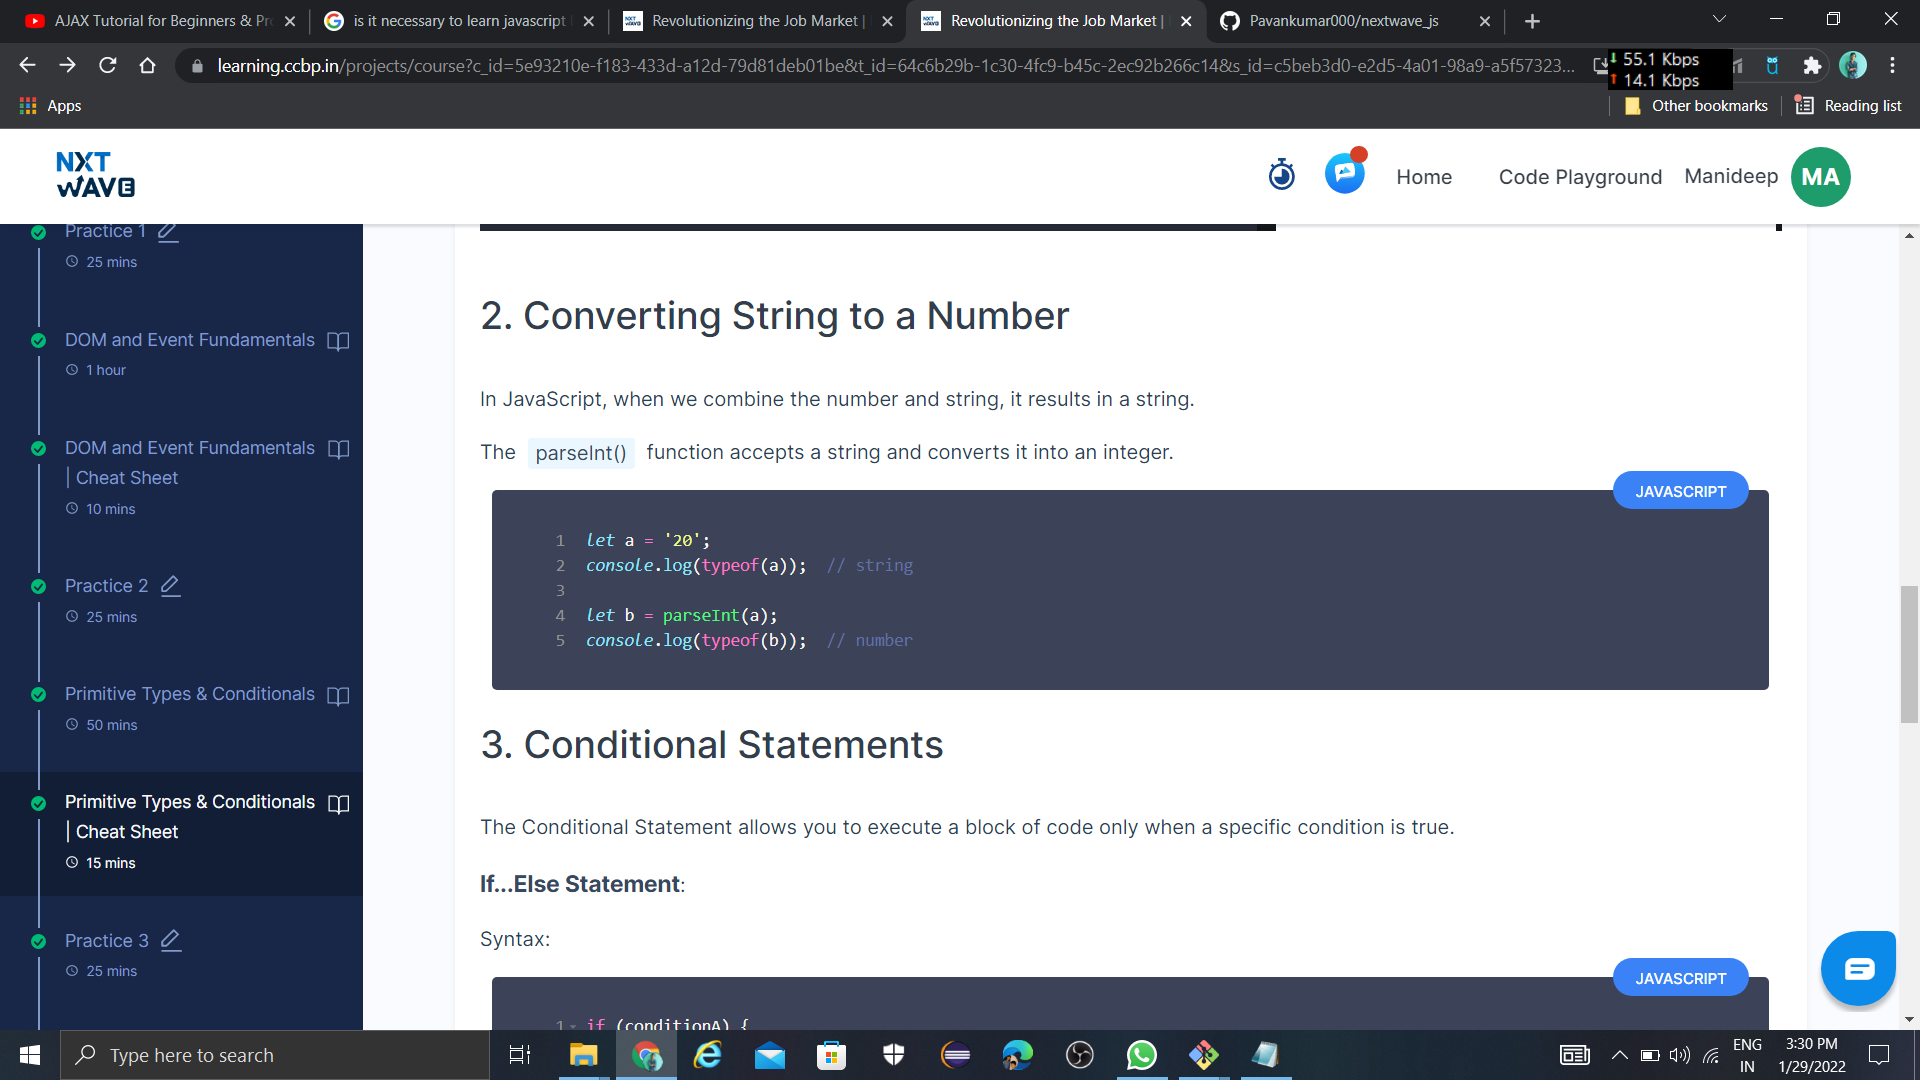 AJAX Tutorial for Beginners & Pr
is it necessary to learn javascript
Revolutionizing the Job Market |
Revolutionizing the Job Market |
Pavankumar000/nextwave_js
learning.ccbp.in/projects/course?c_id=5e93210e-f183-433d-a12d-79d81deb01be&t_id=64c6b29b-1c30-4fc9-b45c-2ec92b266c14&s_id=c5beb3d0-e2d5-4a01-98a9-a5f57323...
55.1 Kbps
14.1 Kbps
Apps
Other bookmarks
Reading list
NXT
WAVE
Home
Code Playground
Manideep
MA
Practice 1
25 mins
DOM and Event Fundamentals
1 hour
DOM and Event Fundamentals
| Cheat Sheet
10 mins
Practice 2
25 mins
Primitive Types & Conditionals
50 mins
Primitive Types & Conditionals
| Cheat Sheet
15 mins
Practice 3
25 mins
2. Converting String to a Number
In JavaScript, when we combine the number and string, it results in a string.
The parseInt() function accepts a string and converts it into an integer.
JAVASCRIPT
1 let a = '20';
2 console.log(typeof(a)); // string
3
4 let b = parseInt(a);
5 console.log(typeof(b)); // number
3. Conditional Statements
The Conditional Statement allows you to execute a block of code only when a specific condition is true.
If...Else Statement:
Syntax:
JAVASCRIPT
1 if (conditionA) {
Type here to search
ENG
IN
3:30 PM
1/29/2022